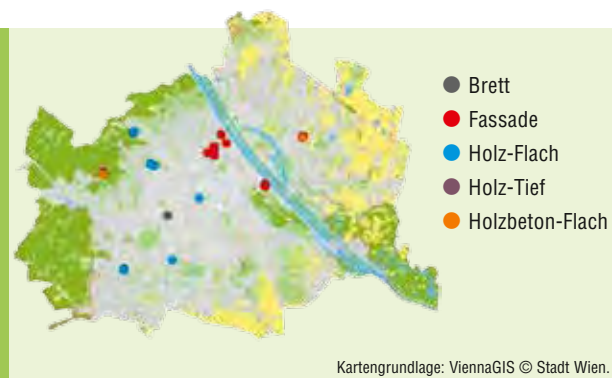 Brett
Fassade
Holz-Flach
Holz-Tief
Holzbeton-Flach
Kartengrundlage: ViennaGIS © Stadt Wien.